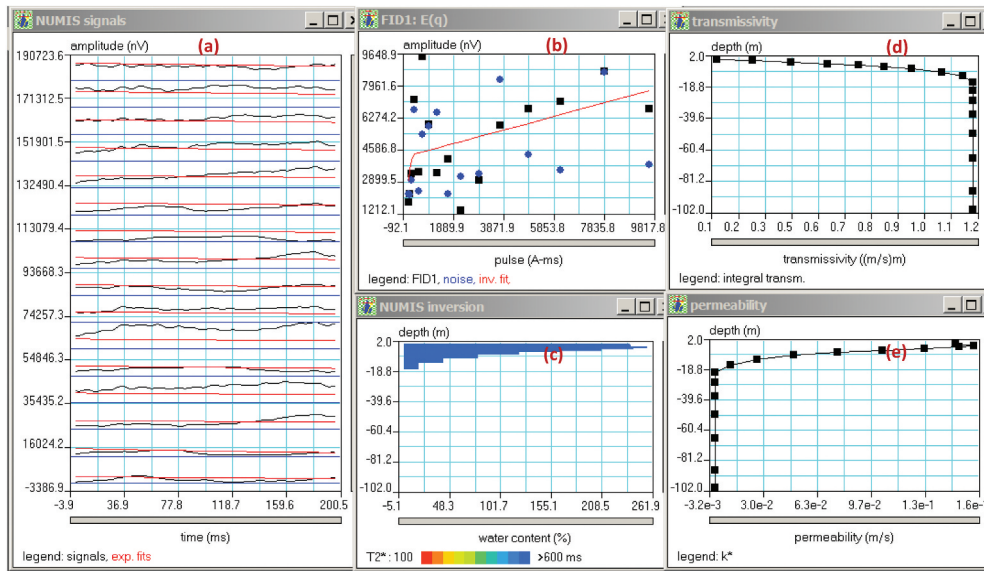 NUMIS signals
amplitude (nV)
(a)
190723.6
171312.5
151901.5
132490.4
113079.4
93668.3
74257.3
54846.3
35435.2
16024.2
-3386.9
-3.9 36.9 77.8 118.7 159.6 200.5
time (ms)
legend: signals, exp. fits
FID1: E(q)
amplitude (nV)
(b)
9648.9
7961.6
6274.2
4586.8
2899.5
1212.1
-92.1 1889.9 3871.9 5853.8 7835.8 9817.8
pulse (A-ms)
legend: FID1, noise, inv. fit,
NUMIS inversion
depth (m)
(c)
2.0
-18.8
-39.6
-60.4
-81.2
-102.0
-5.1 48.3 101.7 155.1 208.5 261.9
water content (%)
T2* : 100 >600 ms
transmissivity
depth (m)
(d)
2.0
-18.8
-39.6
-60.4
-81.2
-102.0
0.1 0.2 0.3 0.5 0.6 0.7 0.8 0.9 1.0 1.1 1.2
transmissivity ((m/s)m)
legend: integral transm.
permeability
depth (m)
(e)
2.0
-18.8
-39.6
-60.4
-81.2
-102.0
-3.2e-3 3.0e-2 6.3e-2 9.7e-2 1.3e-1 1.6e-1
permeability (m/s)
legend: k*